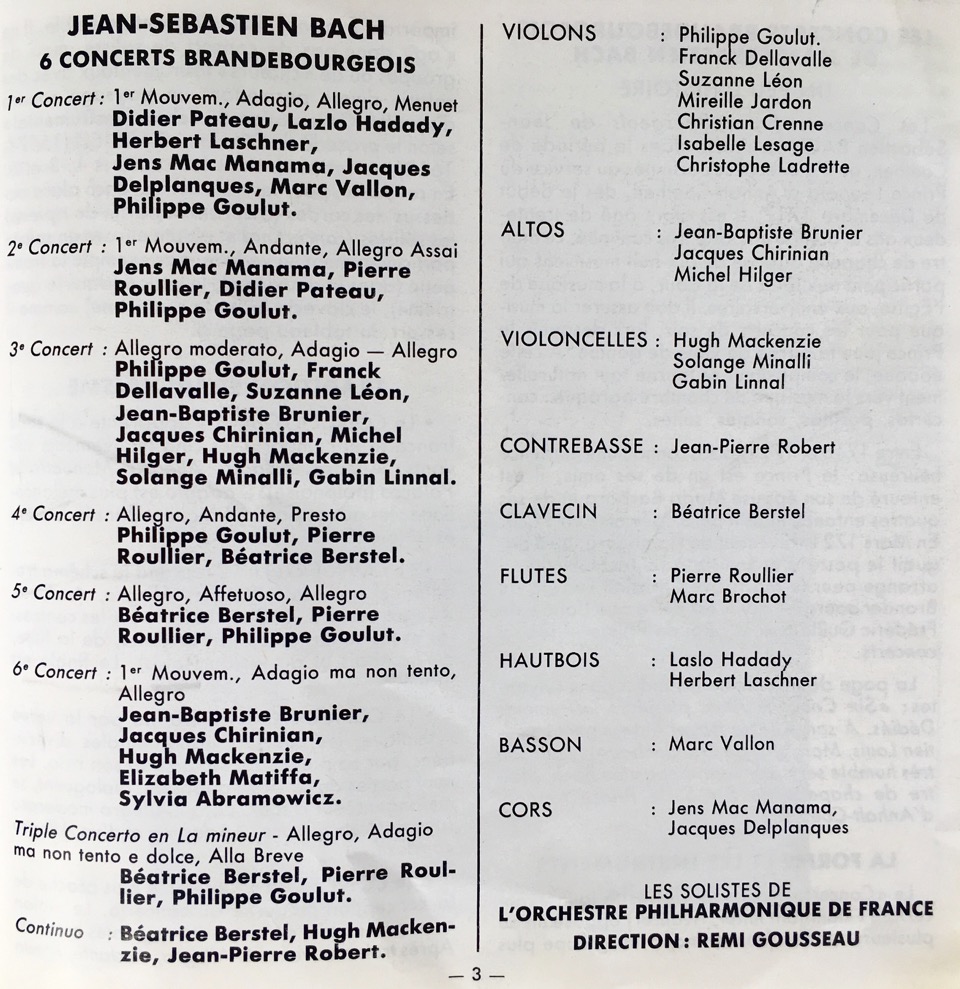 JEAN-SEBASTIEN BACH
6 CONCERTS BRANDEBOURGEOIS
1er Concert : 1er Mouvem., Adagio, Allegro, Menuet
Didier Pateau, Lazlo Hadady,
Herbert Laschner,
Jens Mac Manama, Jacques
Delplanques, Marc Vallon,
Philippe Goulut.
2e Concert : 1er Mouvem., Andante, Allegro Assai
Jens Mac Manama, Pierre
Roullier, Didier Pateau,
Philippe Goulut.
3e Concert : Allegro moderato, Adagio — Allegro
Philippe Goulut, Franck
Dellavalle, Suzanne Léon,
Jean-Baptiste Brunier,
Jacques Chirinian, Michel
Hilger, Hugh Mackenzie,
Solange Minalli, Gabin Linnal.
4e Concert : Allegro, Andante, Presto
Philippe Goulut, Pierre
Roullier, Béatrice Berstel.
5e Concert : Allegro, Affetuoso, Allegro
Béatrice Berstel, Pierre
Roullier, Philippe Goulut.
6e Concert : 1er Mouvem., Adagio ma non tento,
Allegro
Jean-Baptiste Brunier,
Jacques Chirinian,
Hugh Mackenzie,
Elizabeth Matiffa,
Sylvia Abramowicz.
Triple Concerto en La mineur - Allegro, Adagio
ma non tento e dolce, Alla Breve
Béatrice Berstel, Pierre Roul-
lier, Philippe Goulut.
Continuo : Béatrice Berstel, Hugh Macken-
zie, Jean-Pierre Robert.
VIOLONS : Philippe Goulut.
Franck Dellavalle
Suzanne Léon
Mireille Jardon
Christian Crenne
Isabelle Lesage
Christophe Ladrette
ALTOS : Jean-Baptiste Brunier
Jacques Chirinian
Michel Hilger
VIOLONCELLES : Hugh Mackenzie
Solange Minalli
Gabin Linnal
CONTREBASSE : Jean-Pierre Robert
CLAVECIN : Béatrice Berstel
FLUTES : Pierre Roullier
Marc Brochot
HAUTBOIS : Laslo Hadady
Herbert Laschner
BASSON : Marc Vallon
CORS : Jens Mac Manama,
Jacques Delplanques
LES SOLISTES DE
L'ORCHESTRE PHILHARMONIQUE DE FRANCE
DIRECTION : REMI GOUSSEAU
— 3 —